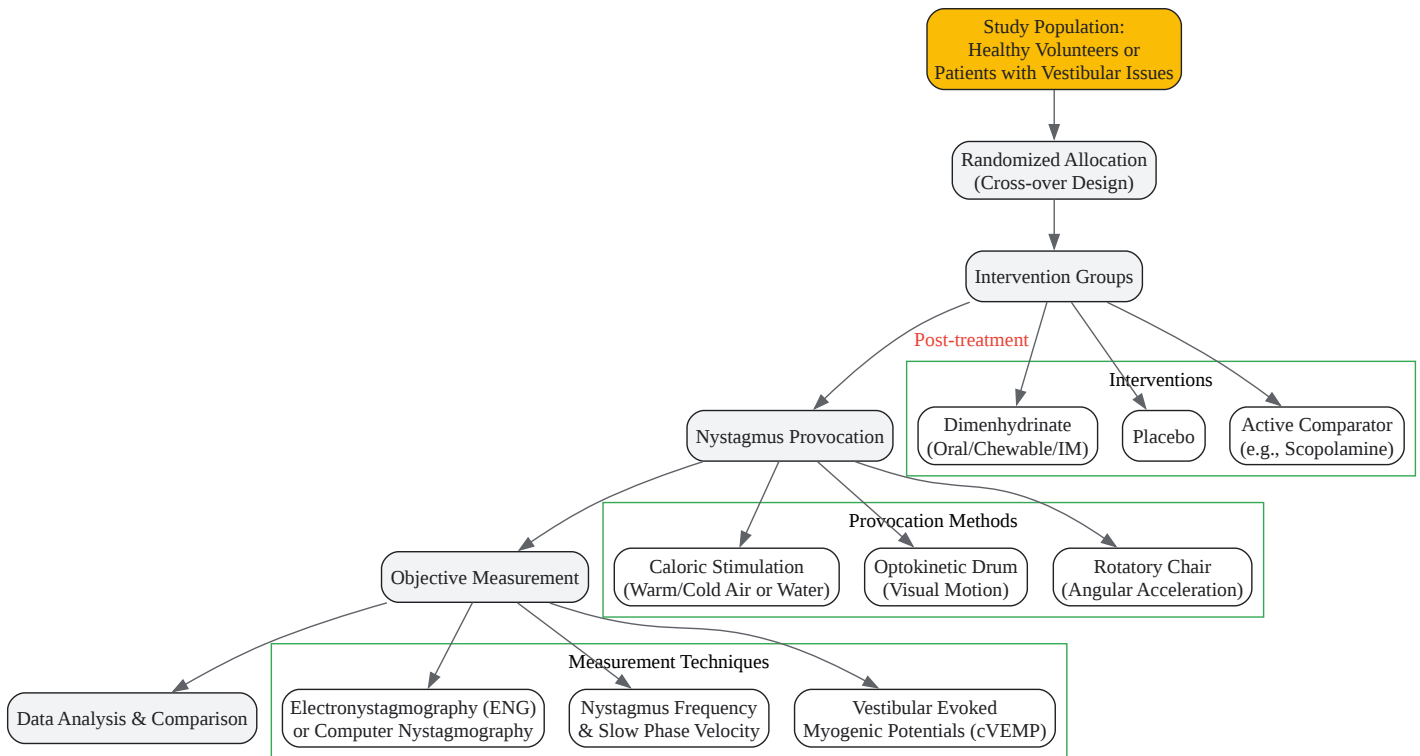 Study Population:
Healthy Volunteers or
Patients with Vestibular Issues
Randomized Allocation
(Cross-over Design)
Intervention Groups
Post-treatment
Interventions
Dimenhydrinate
(Oral/Chewable/IM)
Placebo
Active Comparator
(e.g., Scopolamine)
Nystagmus Provocation
Provocation Methods
Caloric Stimulation
(Warm/Cold Air or Water)
Optokinetic Drum
(Visual Motion)
Rotatory Chair
(Angular Acceleration)
Objective Measurement
Measurement Techniques
Electronystagmography (ENG)
or Computer Nystagmography
Nystagmus Frequency
& Slow Phase Velocity
Vestibular Evoked
Myogenic Potentials (cVEMP)
Data Analysis & Comparison